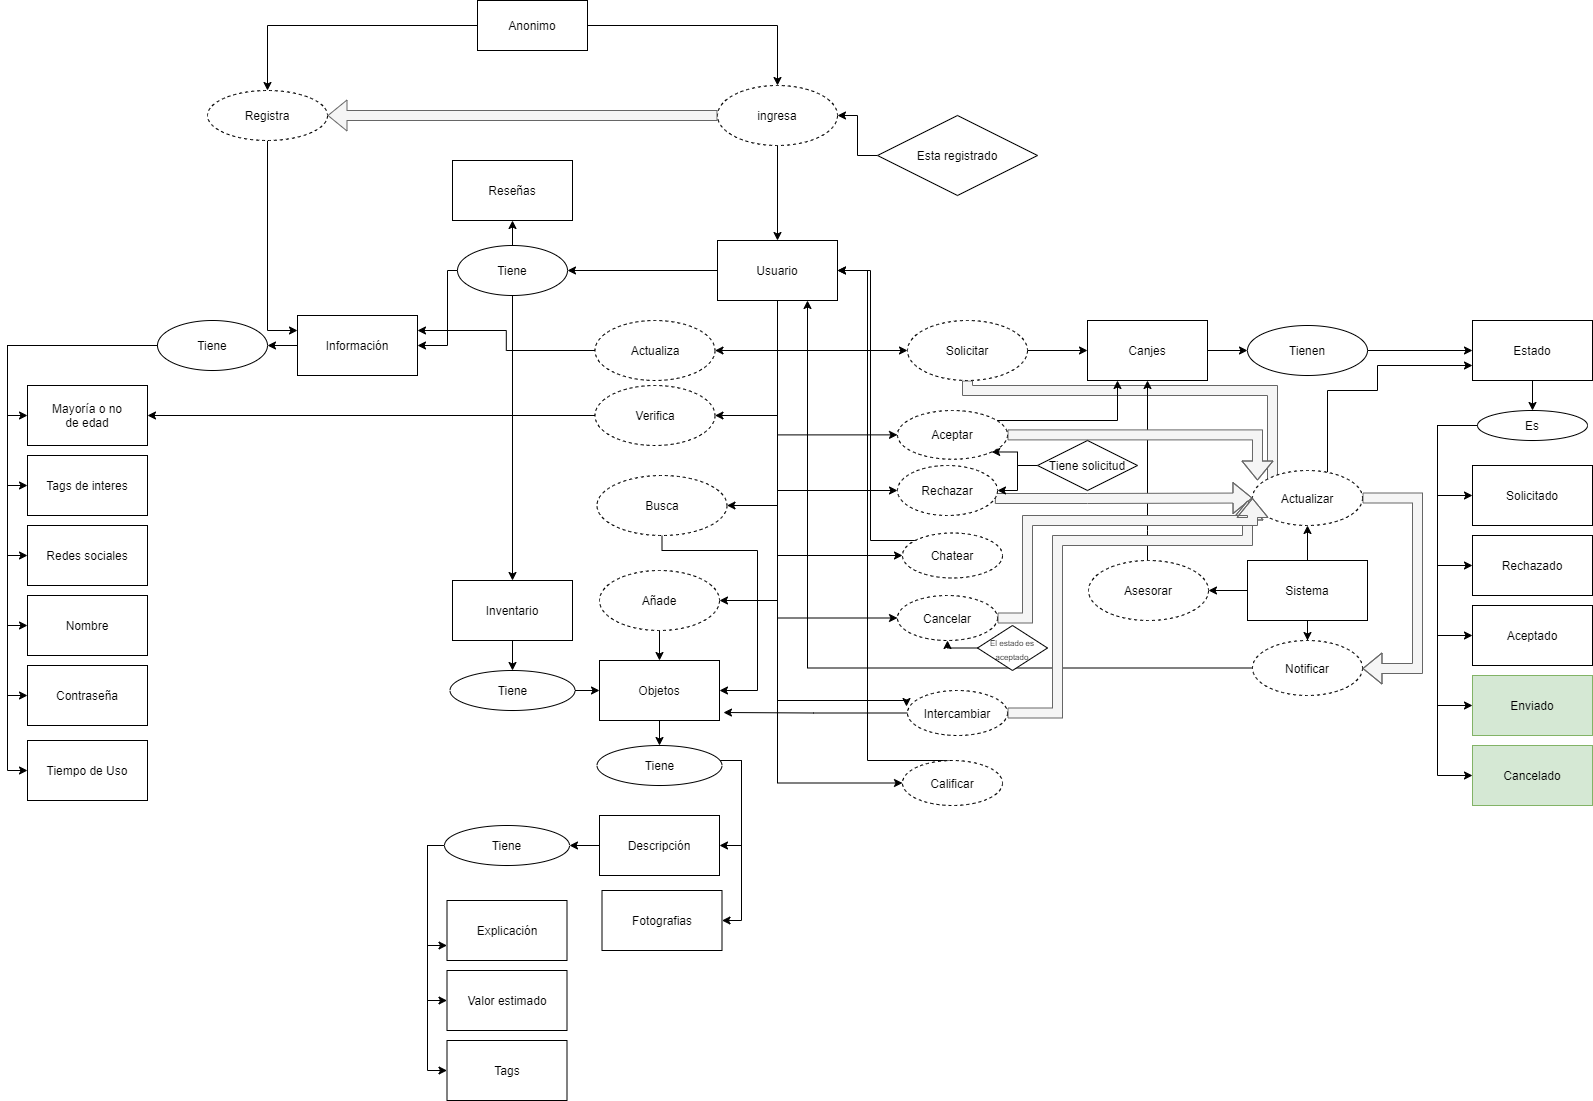 Anonimo
Registra
ingresa
Esta registrado
Reseñas
Tiene
Usuario
Tiene
Información
Actualiza
Solicitar
Canjes
Tienen
Estado
Mayoría o no
de edad
Verifica
Aceptar
Es
Tiene solicitud
Tags de interes
Busca
Rechazar
Actualizar
Solicitado
Redes sociales
Chatear
Rechazado
Inventario
Añade
Asesorar
Sistema
Nombre
Cancelar
El estado es
aceptado
Aceptado
Notificar
Contraseña
Tiene
Objetos
Intercambiar
Enviado
Tiempo de Uso
Tiene
Calificar
Cancelado
Tiene
Descripción
Explicación
Fotografias
Valor estimado
Tags